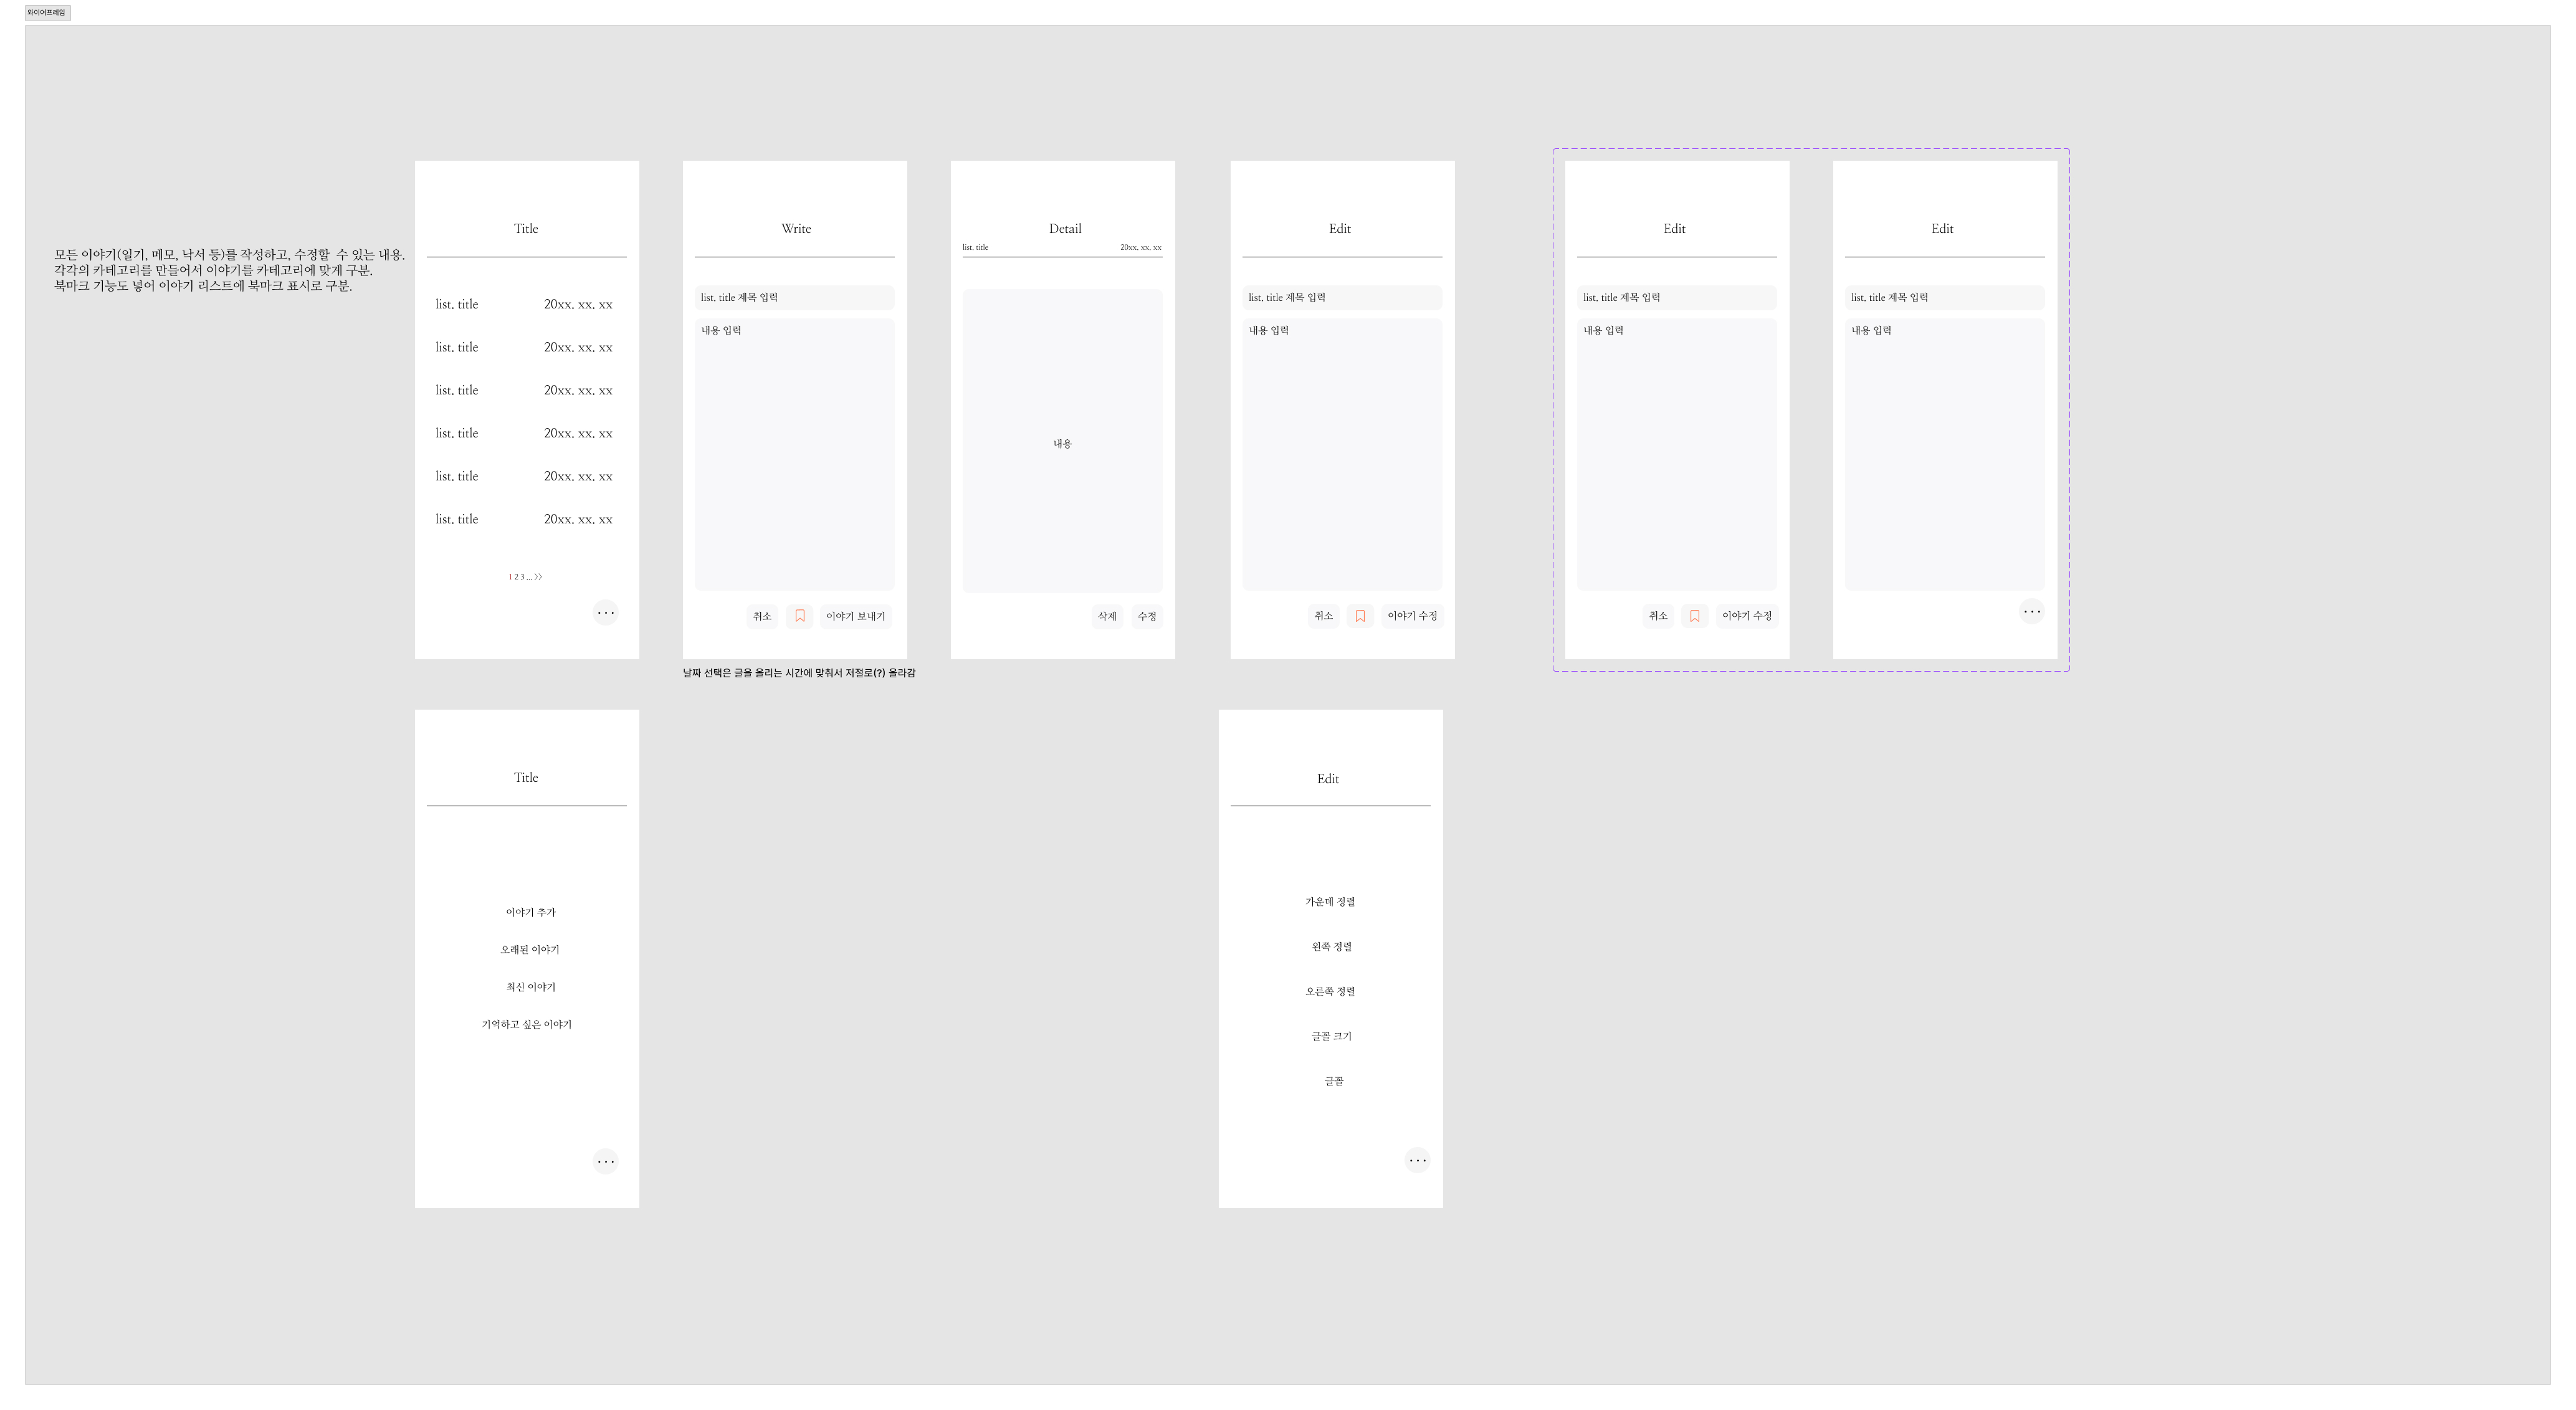 와이어프레임
모든 이야기(일기, 메모, 낙서 등)를 작성하고, 수정할 수 있는 내용.
각각의 카테고리를 만들어서 이야기를 카테고리에 맞게 구분.
북마크 기능도 넣어 이야기 리스트에 북마크 표시로 구분.
Title
list. title 20xx. xx. xx
list. title 20xx. xx. xx
list. title 20xx. xx. xx
list. title 20xx. xx. xx
list. title 20xx. xx. xx
list. title 20xx. xx. xx
1 2 3 ... >>
...
Write
list. title 제목 입력
내용 입력
취소 이야기 보내기
날짜 선택은 글을 올리는 시간에 맞춰서 저절로(?) 올라감
Detail
list. title 20xx. xx. xx
내용
삭제 수정
Edit
list. title 제목 입력
내용 입력
취소 이야기 수정
Edit
list. title 제목 입력
내용 입력
취소 이야기 수정
Edit
list. title 제목 입력
내용 입력
...
Title
이야기 추가
오래된 이야기
최신 이야기
기억하고 싶은 이야기
...
Edit
가운데 정렬
왼쪽 정렬
오른쪽 정렬
글꼴 크기
글꼴
...